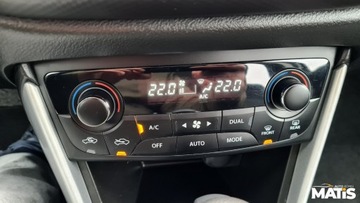 22.0 22.0
A/C
A/C DUAL
OFF AUTO MODE
FRONT REAR
MATIS